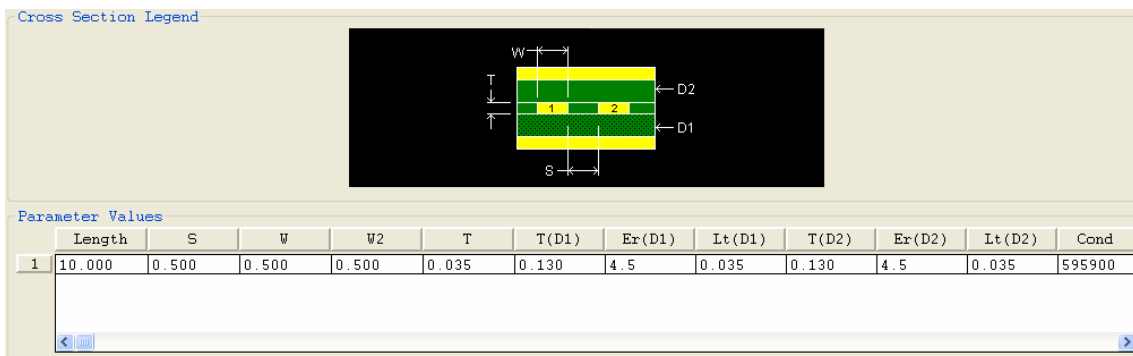 Cross Section Legend
W
T
D2
1 2
D1
S
Parameter Values
Length S W W2 T T(D1) Er(D1) Lt(D1) T(D2) Er(D2) Lt(D2) Cond
1 10.000 0.500 0.500 0.500 0.035 0.130 4.5 0.035 0.130 4.5 0.035 595900